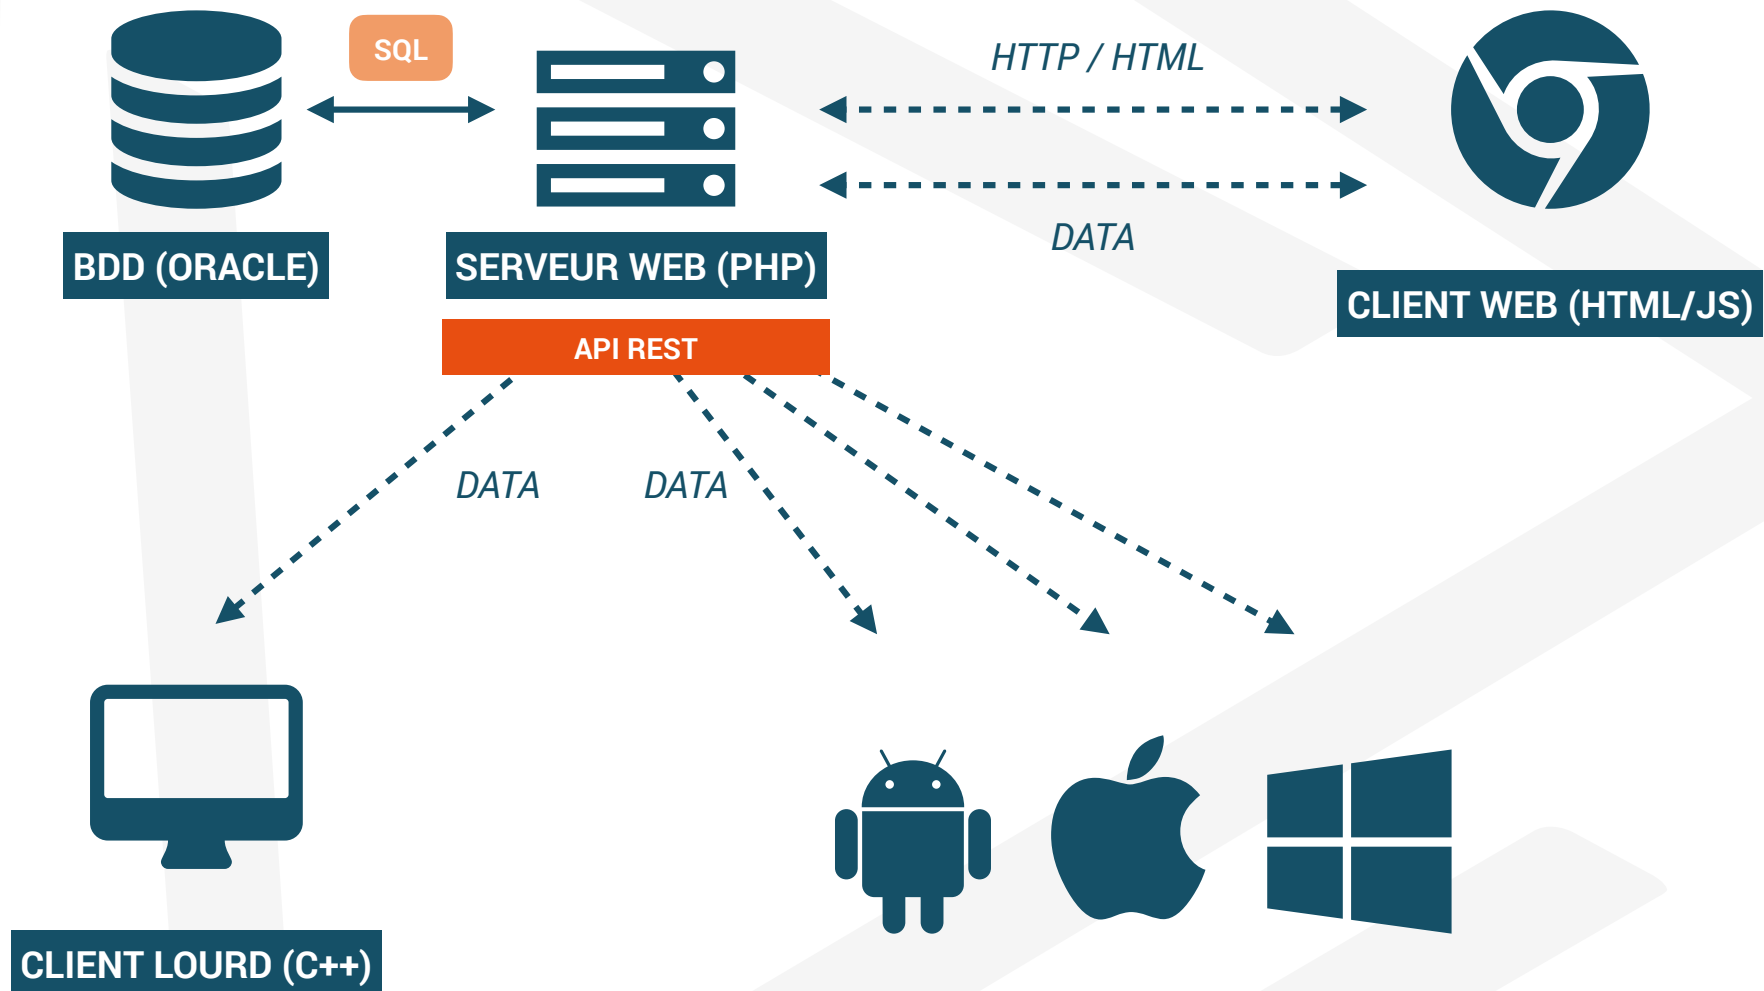 SQL
HTTP / HTML
DATA
BDD (ORACLE)
SERVEUR WEB (PHP)
CLIENT WEB (HTML/JS)
API REST
DATA
DATA
CLIENT LOURD (C++)